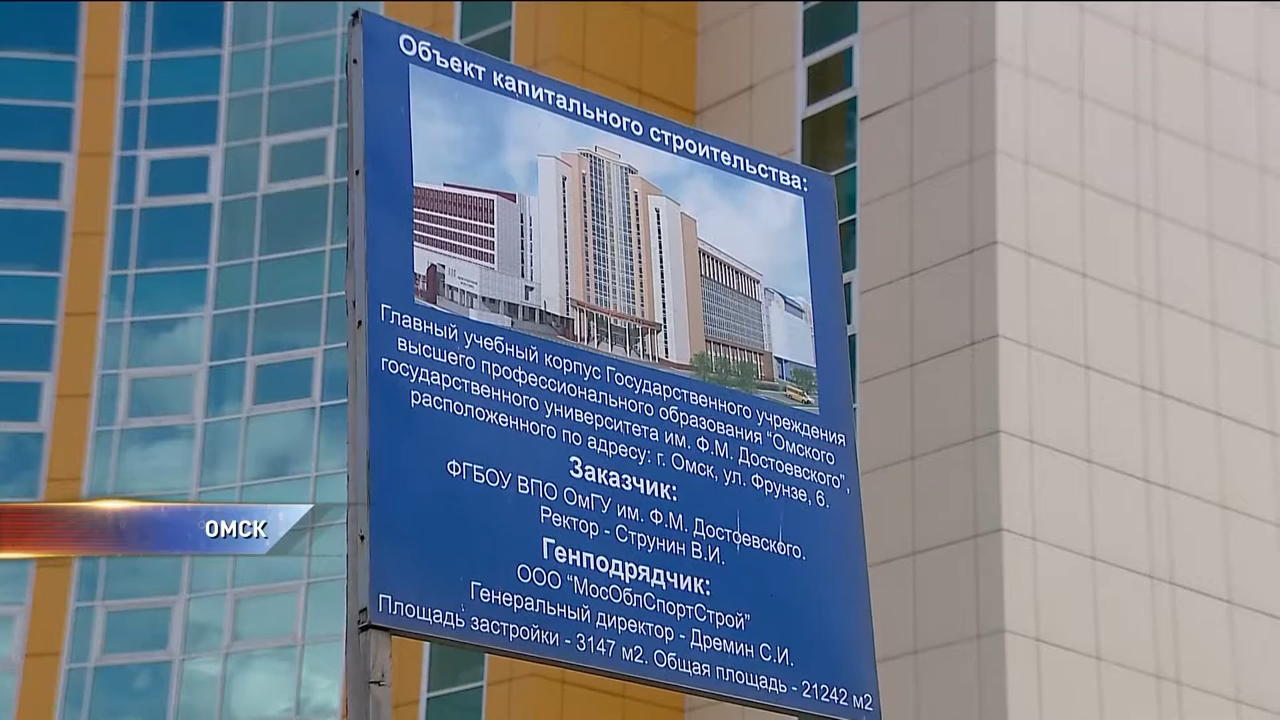 Объект капитального строительства:
Главный учебный корпус Государственного учреждения
высшего профессионального образования "Омского
государственного университета им. Ф.М. Достоевского",
расположенного по адресу: г. Омск, ул. Фрунзе, 6.
Заказчик:
ФГБОУ ВПО ОмГУ им. Ф.М. Достоевского.
Ректор - Струнин В.И.
Генподрядчик:
ООО "МосОблСпортСтрой"
Генеральный директор - Дремин С.И.
Площадь застройки - 3147 м2. Общая площадь - 21242 м2
ОМСК